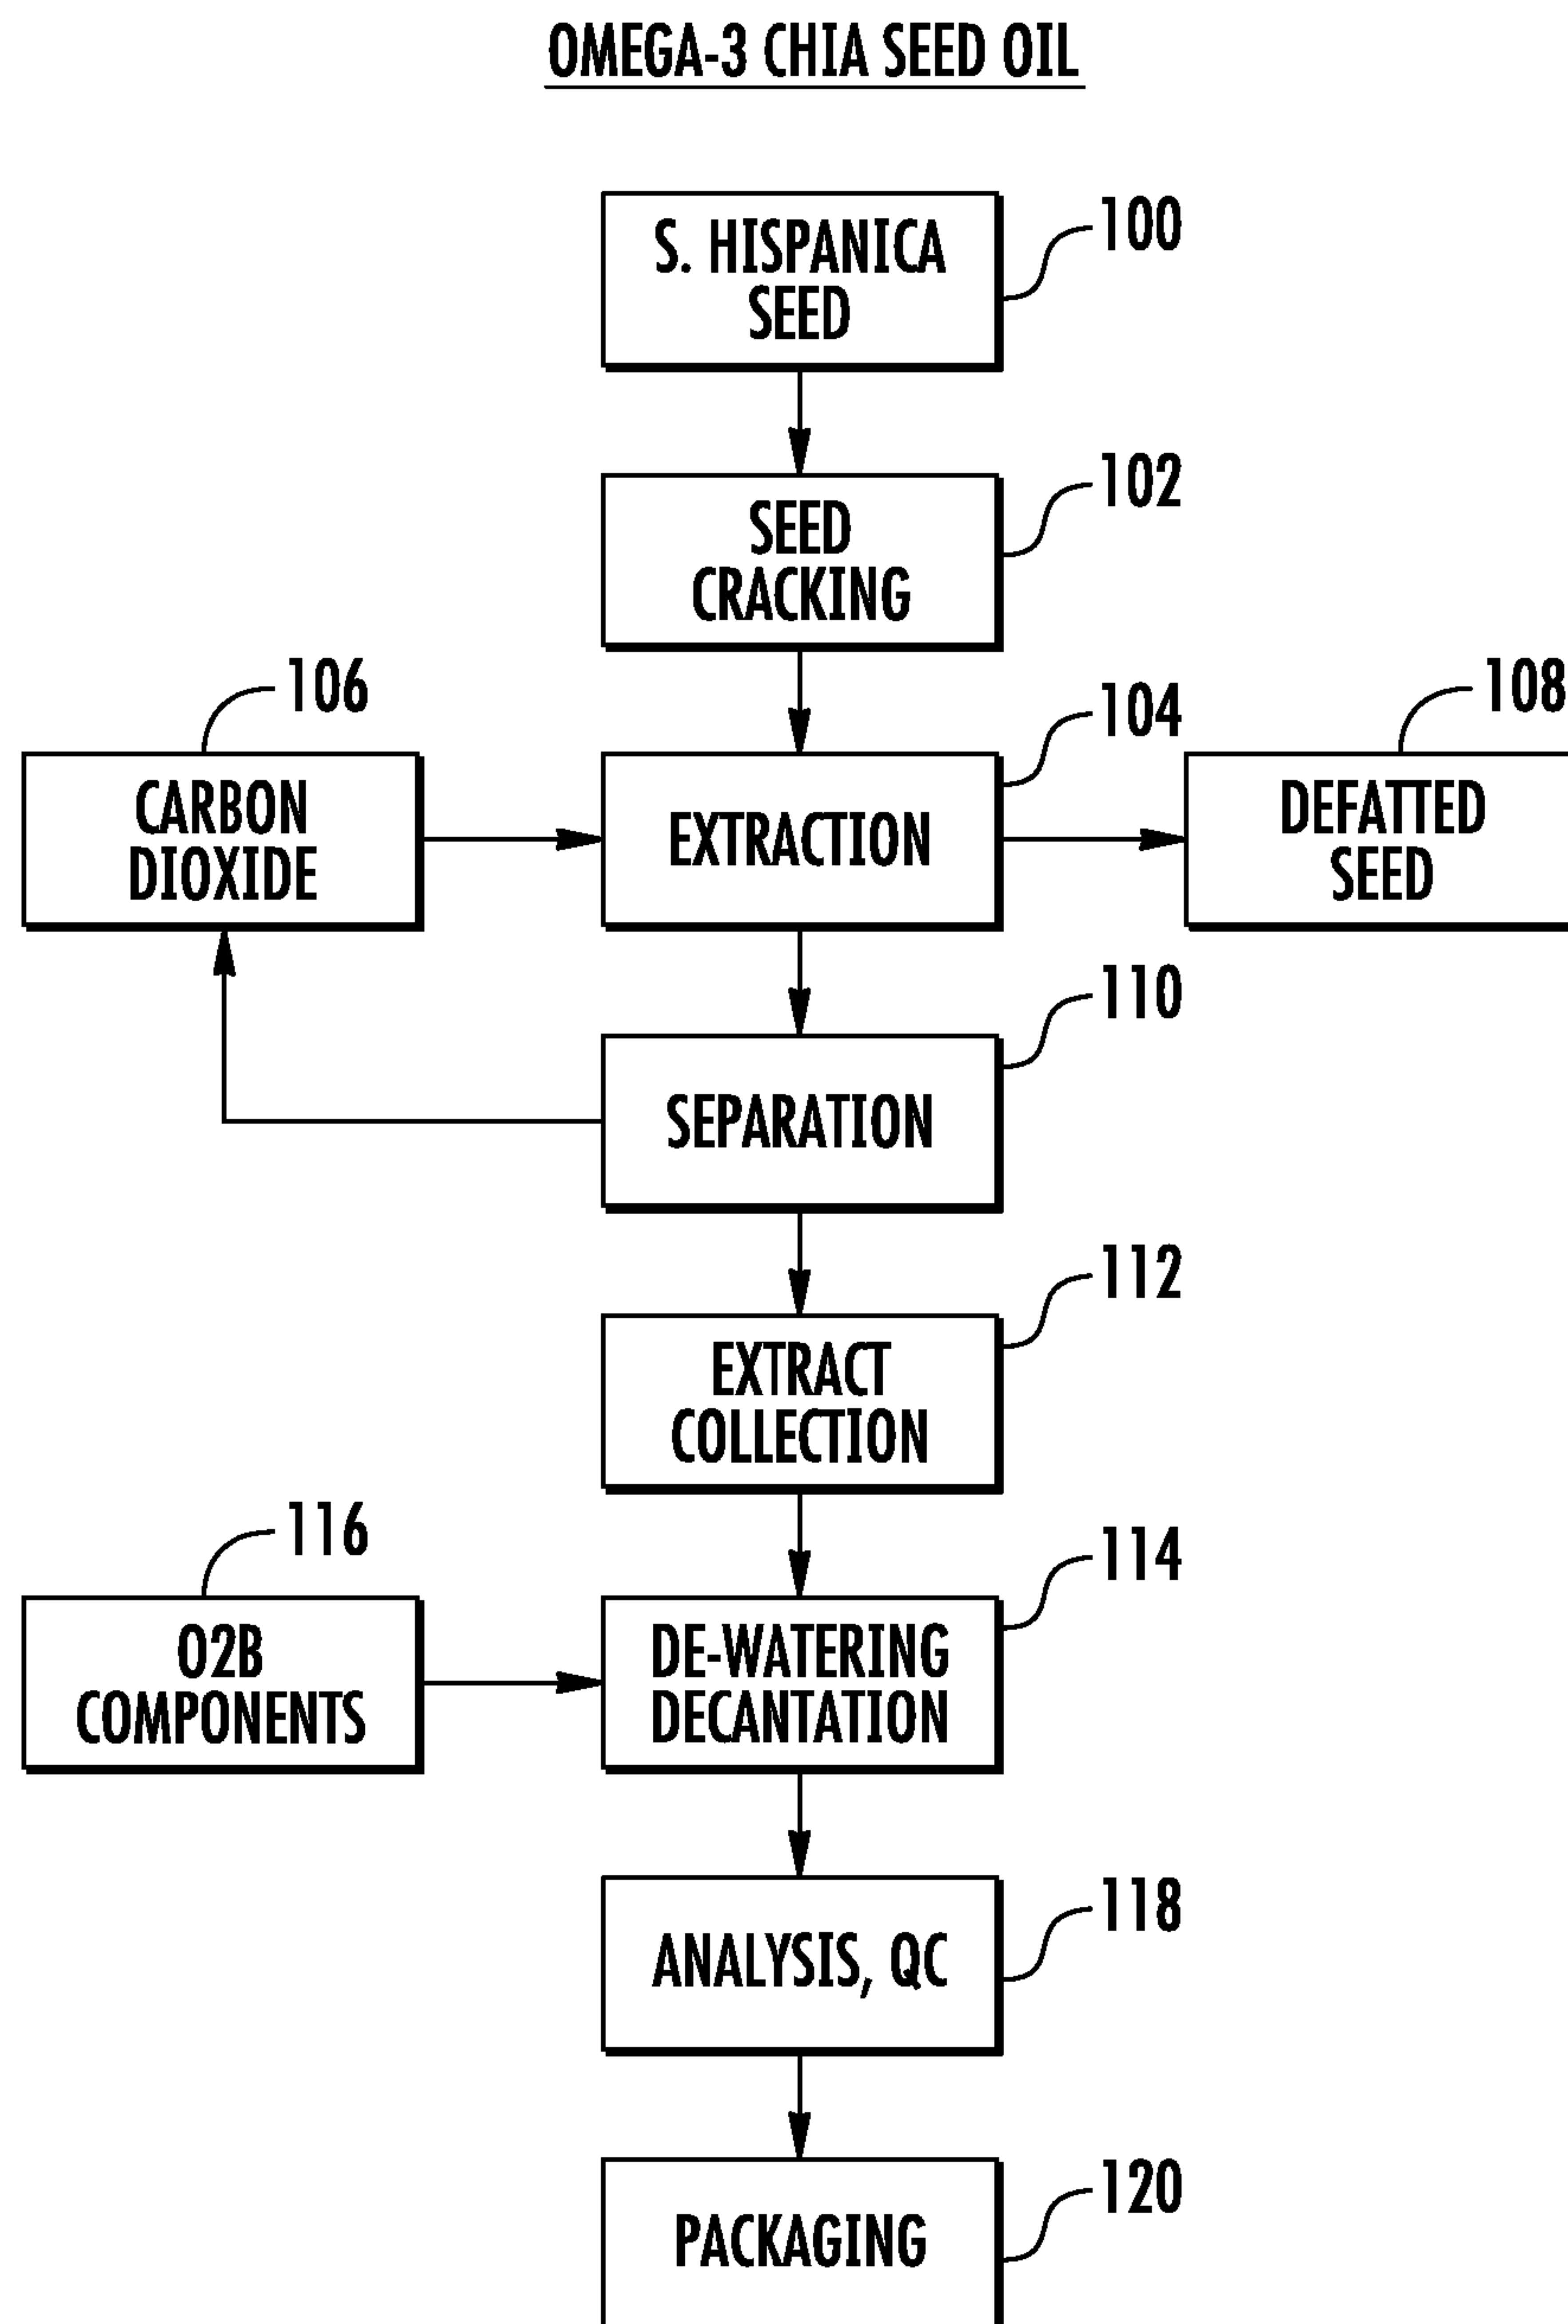 OMEGA-3 CHIA SEED OIL
100
S. HISPANICA
SEED
102
SEED
CRACKING
106
104
108
CARBON
DIOXIDE
EXTRACTION
DEFATTED
SEED
110
SEPARATION
112
EXTRACT
COLLECTION
116
114
O2B
COMPONENTS
DE-WATERING
DECANTATION
118
ANALYSIS, QC
120
PACKAGING